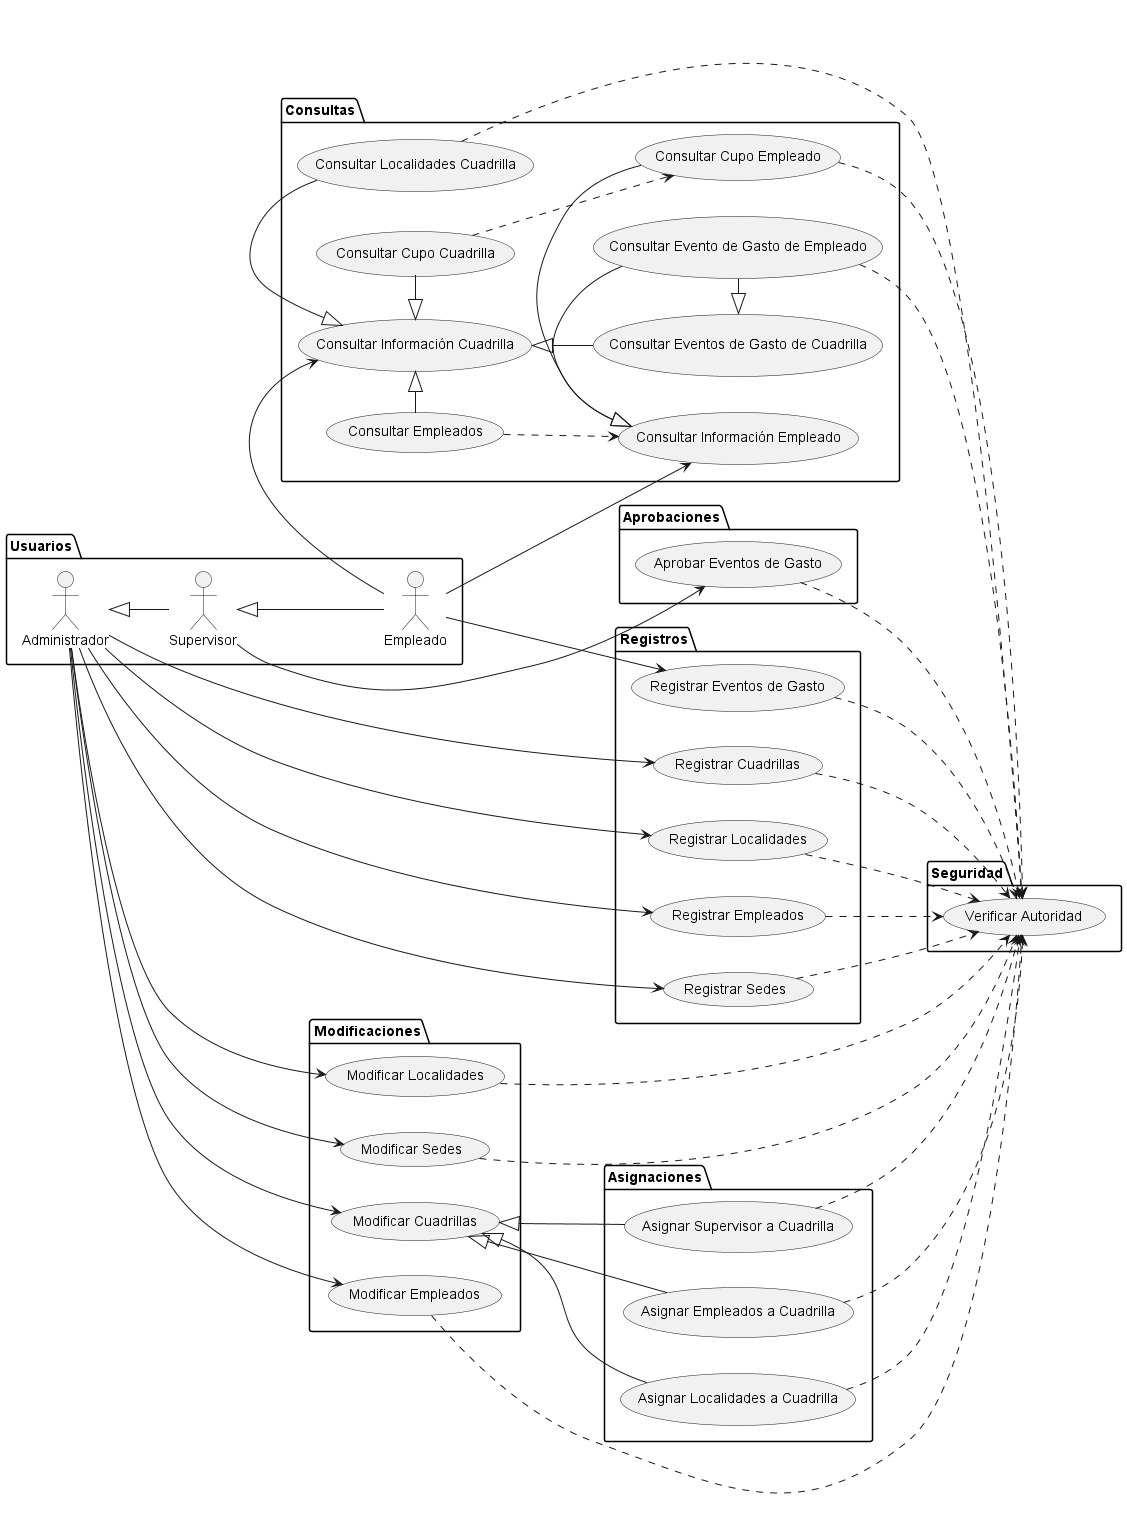 Consultas
Consultar Localidades Cuadrilla
Consultar Cupo Empleado
Consultar Cupo Cuadrilla
Consultar Evento de Gasto de Empleado
Consultar Información Cuadrilla
Consultar Eventos de Gasto de Cuadrilla
Consultar Empleados
Consultar Información Empleado
Aprobaciones
Aprobar Eventos de Gasto
Usuarios
Administrador
Supervisor
Empleado
Registros
Registrar Eventos de Gasto
Registrar Cuadrillas
Registrar Localidades
Registrar Empleados
Registrar Sedes
Seguridad
Verificar Autoridad
Modificaciones
Modificar Localidades
Modificar Sedes
Modificar Cuadrillas
Modificar Empleados
Asignaciones
Asignar Supervisor a Cuadrilla
Asignar Empleados a Cuadrilla
Asignar Localidades a Cuadrilla